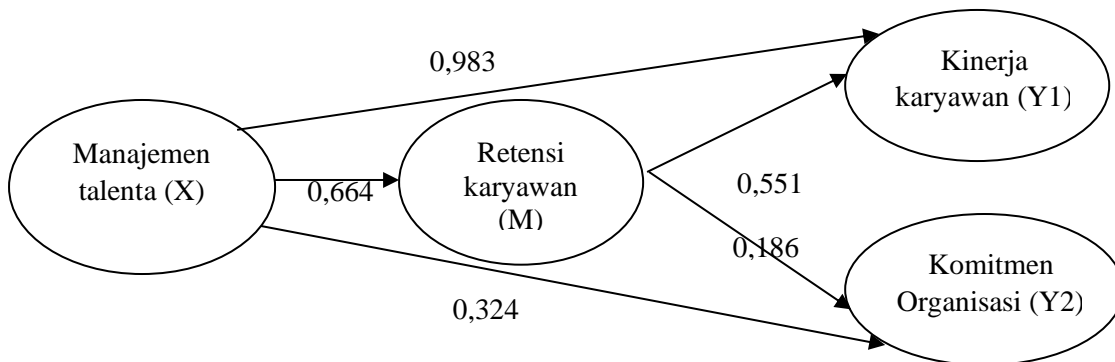 0,983
Kinerja
karyawan (Y1)
Manajemen
talenta (X)
0,664
Retensi
karyawan
(M)
0,551
0,186
Komitmen
Organisasi (Y2)
0,324